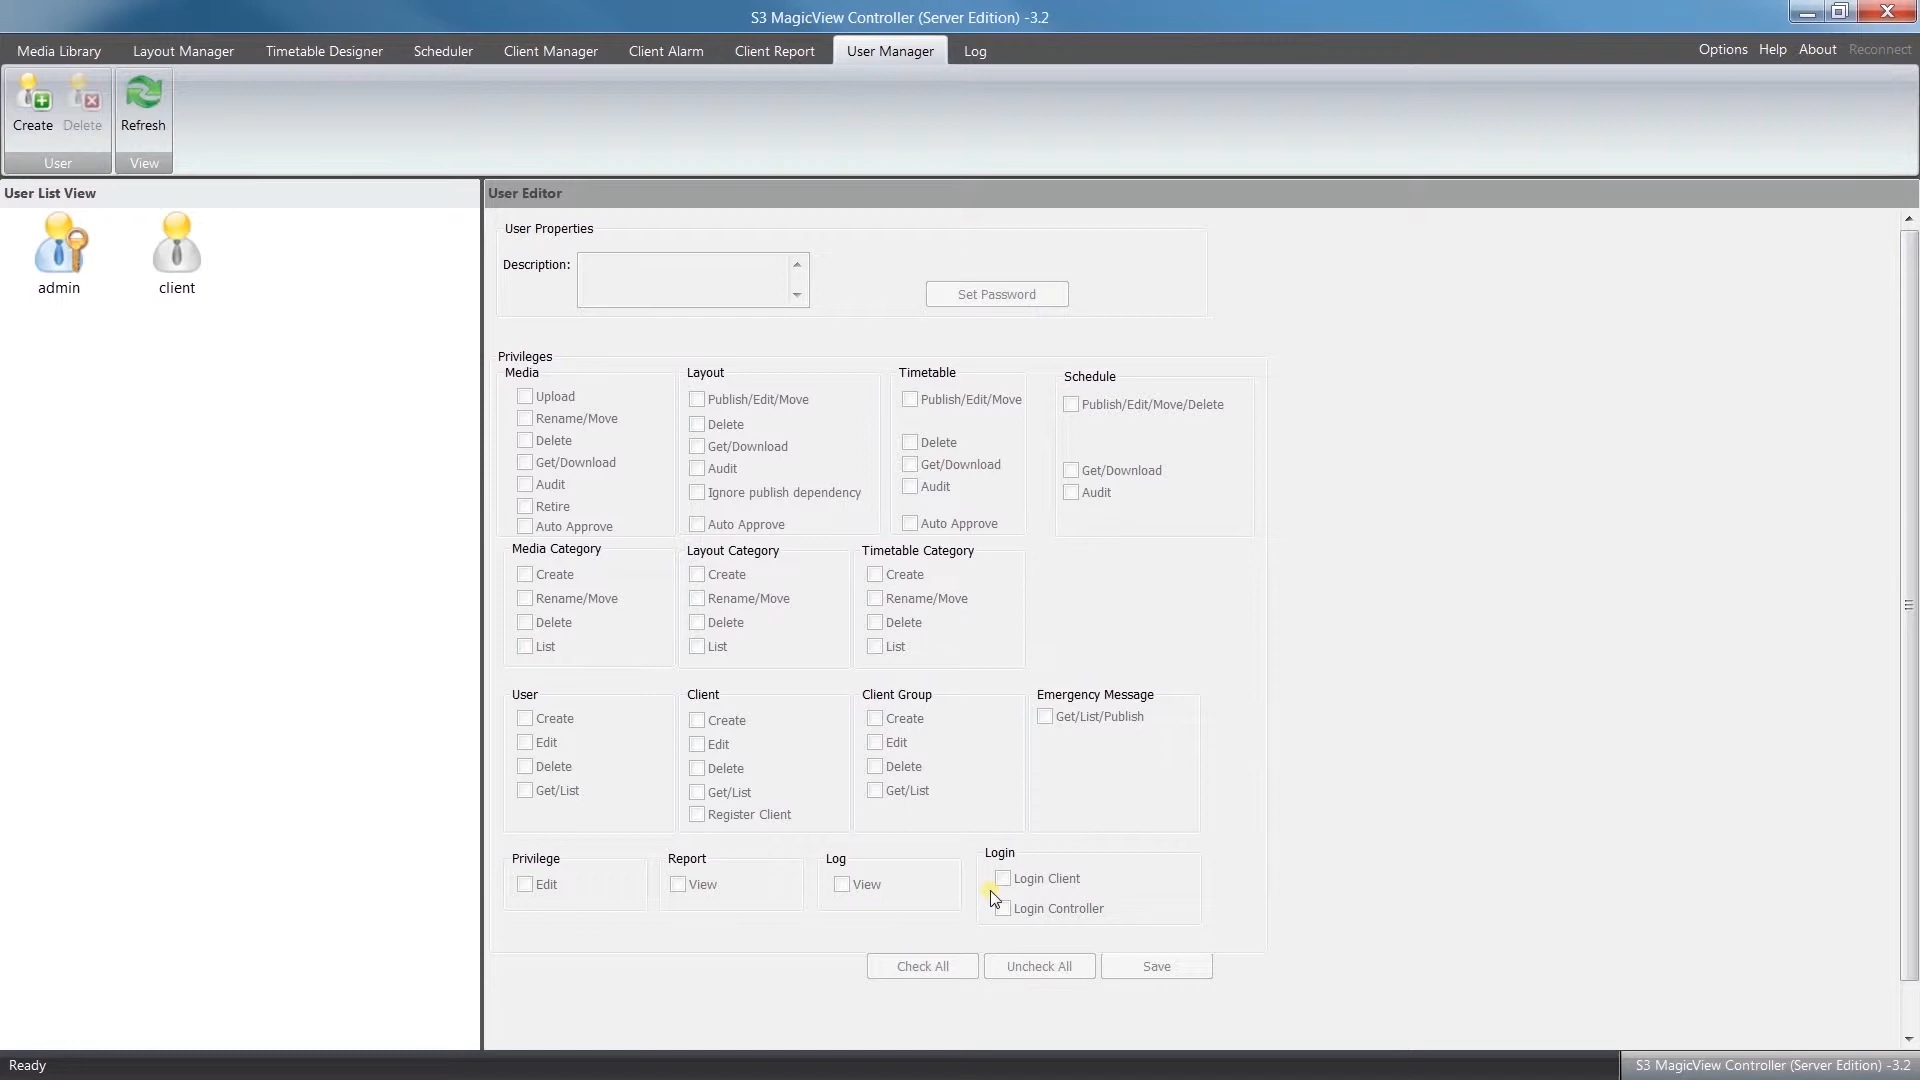 S3 MagicView Controller (Server Edition) -3.2
Media Library Layout Manager Timetable Designer Scheduler Client Manager Client Alarm Client Report User Manager Log Options Help About Reconnect
Create Delete Refresh
User View
User List View User Editor
admin client
User Properties
Description:
Set Password
Privileges
Media
Upload
Rename/Move
Delete
Get/Download
Audit
Retire
Auto Approve
Layout
Publish/Edit/Move
Delete
Get/Download
Audit
Ignore publish dependency
Auto Approve
Timetable
Publish/Edit/Move
Delete
Get/Download
Audit
Auto Approve
Schedule
Publish/Edit/Move/Delete
Get/Download
Audit
Media Category
Create
Rename/Move
Delete
List
Layout Category
Create
Rename/Move
Delete
List
Timetable Category
Create
Rename/Move
Delete
List
User
Create
Edit
Delete
Get/List
Client
Create
Edit
Delete
Get/List
Register Client
Client Group
Create
Edit
Delete
Get/List
Emergency Message
Get/List/Publish
Privilege
Edit
Report
View
Log
View
Login
Login Client
Login Controller
Check All Uncheck All Save
Ready S3 MagicView Controller (Server Edition) -3.2